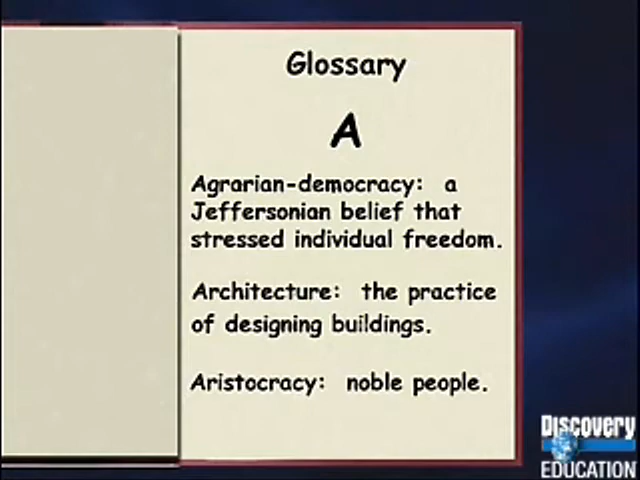 Glossary
A
Agrarian-democracy: a
Jeffersonian belief that
stressed individual freedom.
Architecture: the practice
of designing buildings.
Aristocracy: noble people.
Discovery
EDUCATION